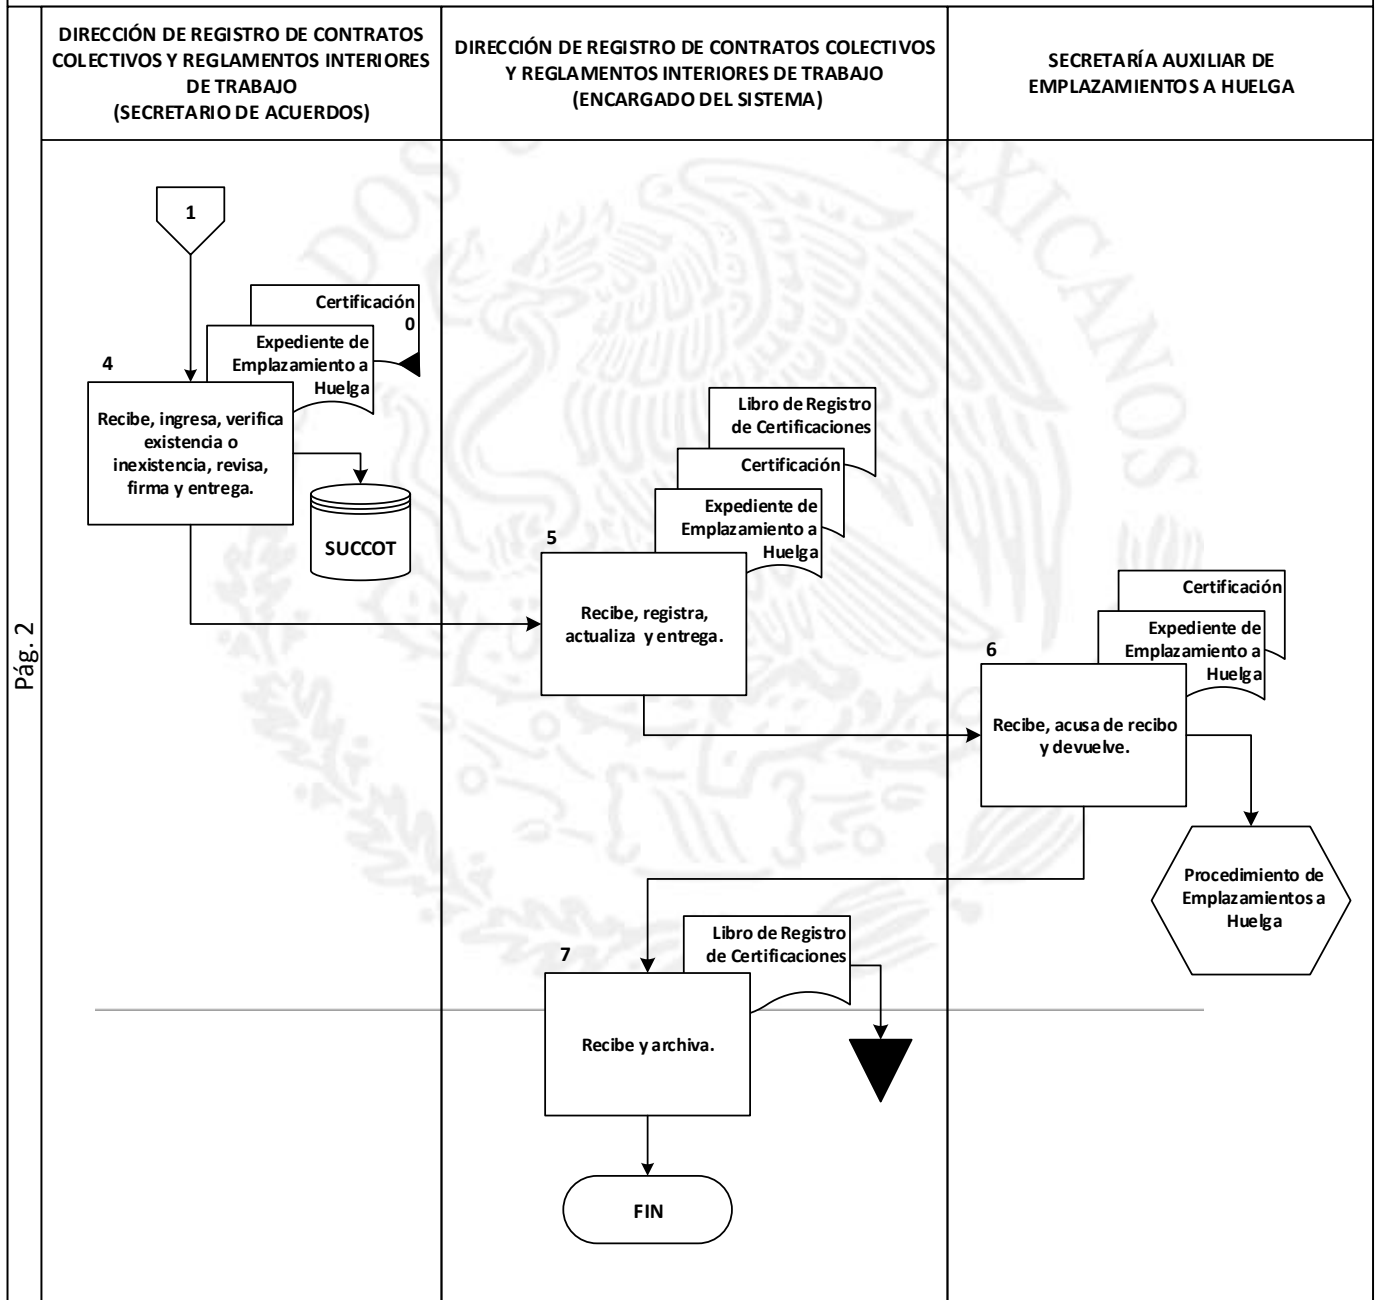 DIRECCIÓN DE REGISTRO DE CONTRATOS
COLECTIVOS Y REGLAMENTOS INTERIORES
DE TRABAJO
(SECRETARIO DE ACUERDOS)
DIRECCIÓN DE REGISTRO DE CONTRATOS COLECTIVOS
Y REGLAMENTOS INTERIORES DE TRABAJO
(ENCARGADO DEL SISTEMA)
SECRETARÍA AUXILIAR DE
EMPLAZAMIENTOS A HUELGA
Pág. 2
DOS
MEXICANOS
1
Certificación
0
Expediente de
Emplazamiento a
Huelga
4
Recibe, ingresa, verifica
existencia o
inexistencia, revisa,
firma y entrega.
SUCCOT
Libro de Registro
de Certificaciones
Certificación
Expediente de
Emplazamiento a
Huelga
5
Recibe, registra,
actualiza y entrega.
Certificación
Expediente de
Emplazamiento a
Huelga
6
Recibe, acusa de recibo
y devuelve.
Procedimiento de
Emplazamientos a
Huelga
Libro de Registro
de Certificaciones
7
Recibe y archiva.
FIN